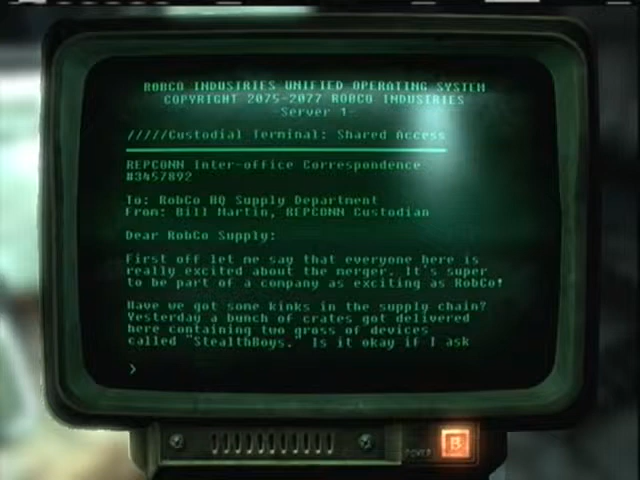 ROBCO INDUSTRIES UNIFIED OPERATING SYSTEM
COPYRIGHT 2075-2077 ROBCO INDUSTRIES
-Server 1-
/////Custodial Terminal: Shared Access
REPCONN Inter-office Correspondence
#3457892
To: RobCo HQ Supply Department
From: Bill Martin, REPCONN Custodian
Dear RobCo Supply:
First off let me say that everyone here is
really excited about the merger. It's super
to be part of a company as exciting as RobCo!
Have we got some kinks in the supply chain?
Yesterday a bunch of crates got delivered
here containing two gross of devices
called "StealthBoys." Is it okay if I ask
>
POWER